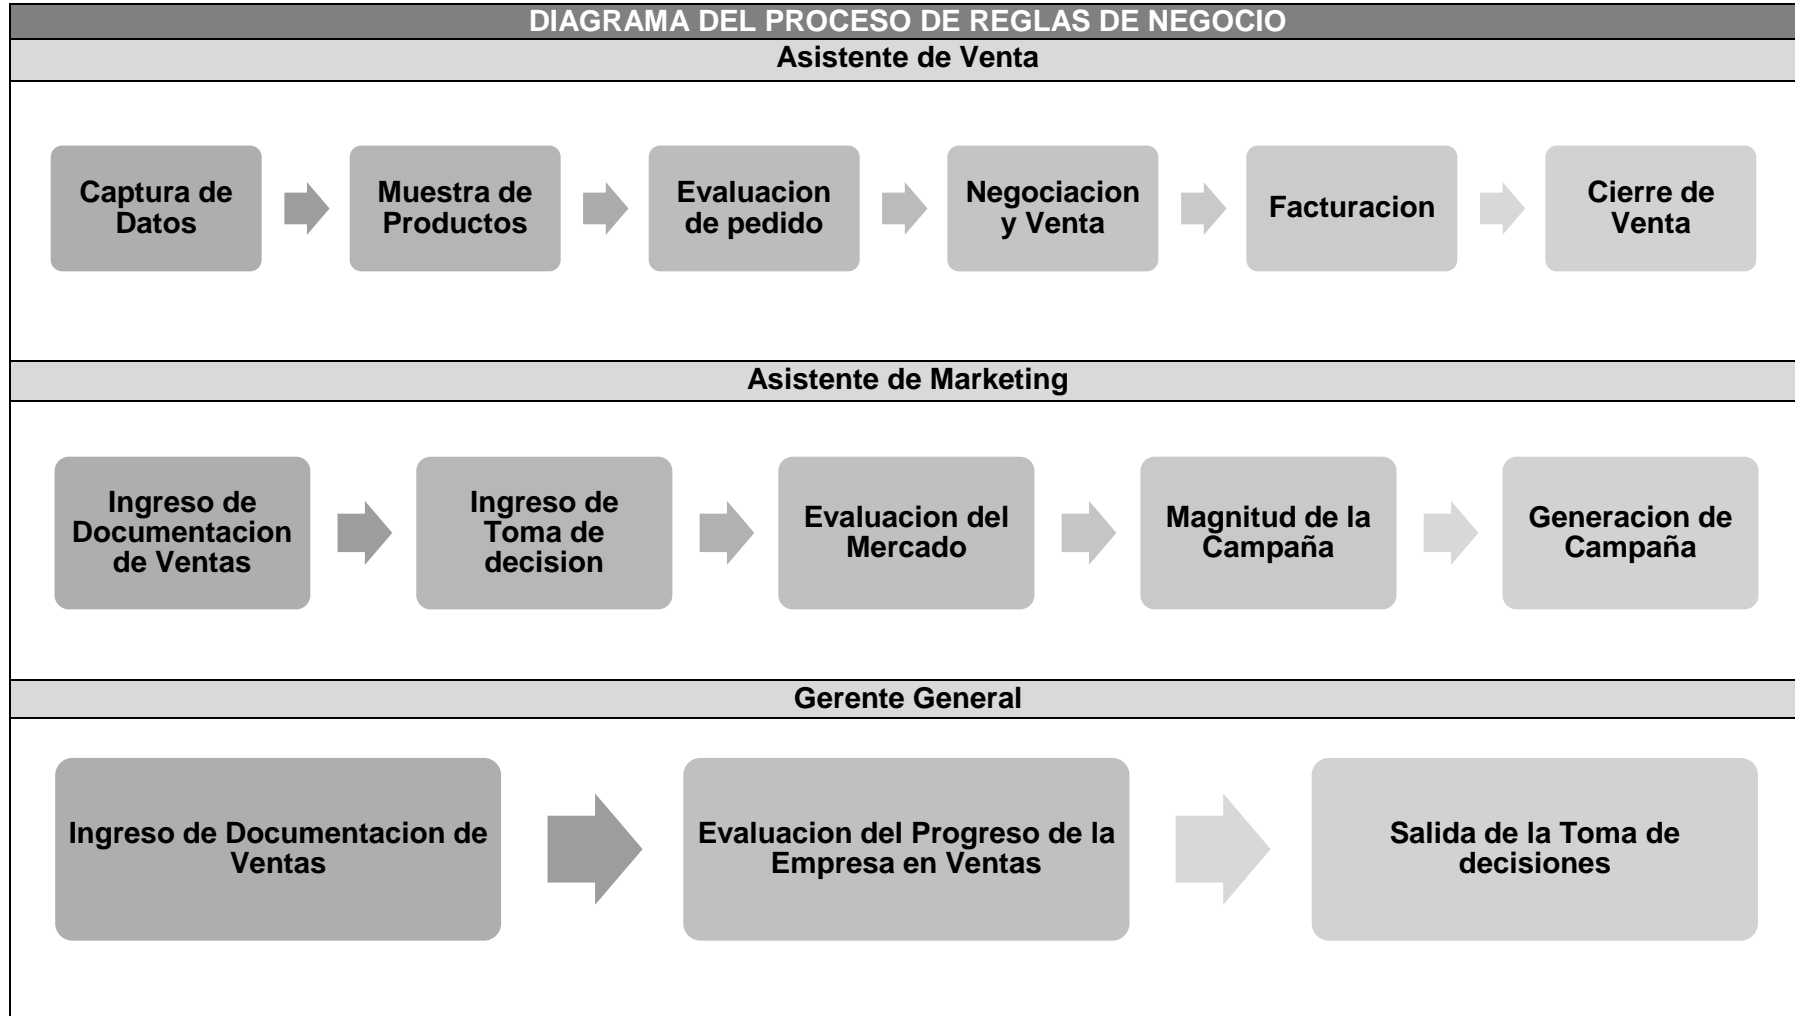 DIAGRAMA DEL PROCESO DE REGLAS DE NEGOCIO
Asistente de Venta
Captura de
Datos
Muestra de
Productos
Evaluacion
de pedido
Negociacion
y Venta
Facturacion
Cierre de
Venta
Asistente de Marketing
Ingreso de
Documentacion
de Ventas
Ingreso de
Toma de
decision
Evaluacion del
Mercado
Magnitud de la
Campaña
Generacion de
Campaña
Gerente General
Ingreso de Documentacion de
Ventas
Evaluacion del Progreso de la
Empresa en Ventas
Salida de la Toma de
decisiones